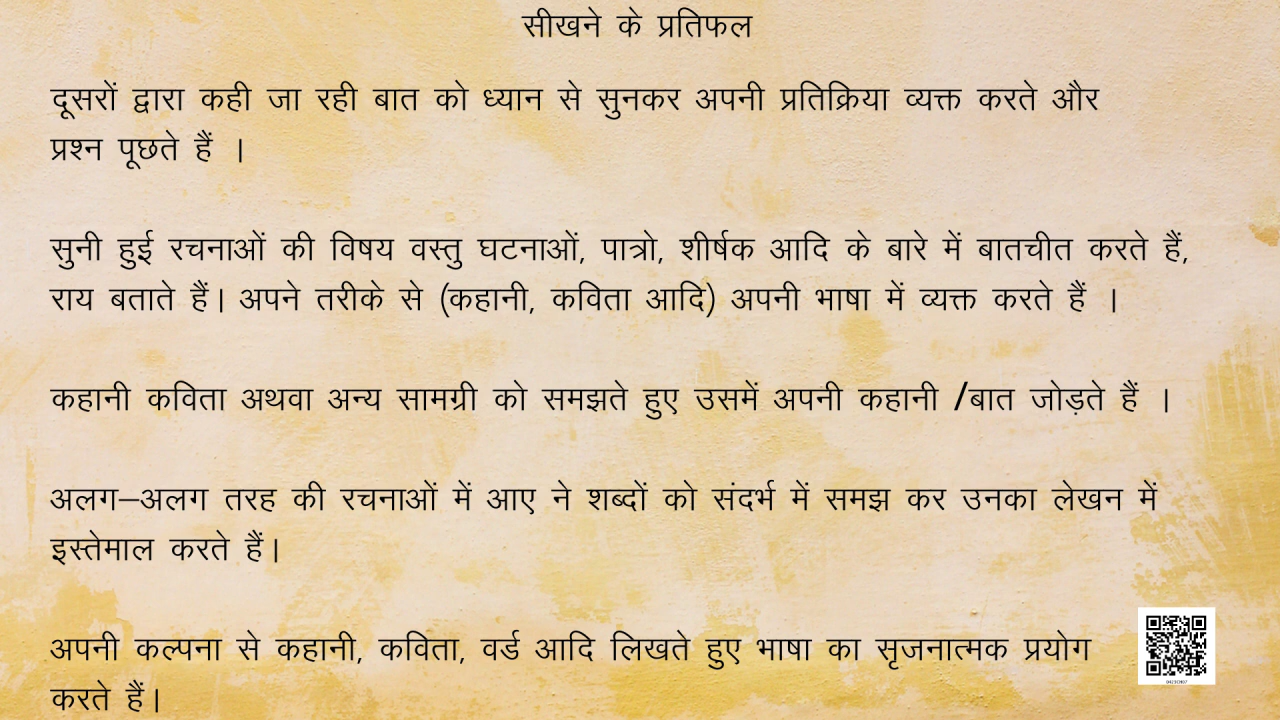 सीखने के प्रतिफल
दूसरों द्वारा कही जा रही बात को ध्यान से सुनकर अपनी प्रतिक्रिया व्यक्त करते और
प्रश्न पूछते हैं ।
सुनी हुई रचनाओं की विषय वस्तु घटनाओं, पात्रो, शीर्षक आदि के बारे में बातचीत करते हैं,
राय बताते हैं। अपने तरीके से (कहानी, कविता आदि) अपनी भाषा में व्यक्त करते हैं ।
कहानी कविता अथवा अन्य सामग्री को समझते हुए उसमें अपनी कहानी /बात जोड़ते हैं ।
अलग–अलग तरह की रचनाओं में आए ने शब्दों को संदर्भ में समझ कर उनका लेखन में
इस्तेमाल करते हैं।
अपनी कल्पना से कहानी, कविता, वर्ड आदि लिखते हुए भाषा का सृजनात्मक प्रयोग
करते हैं।